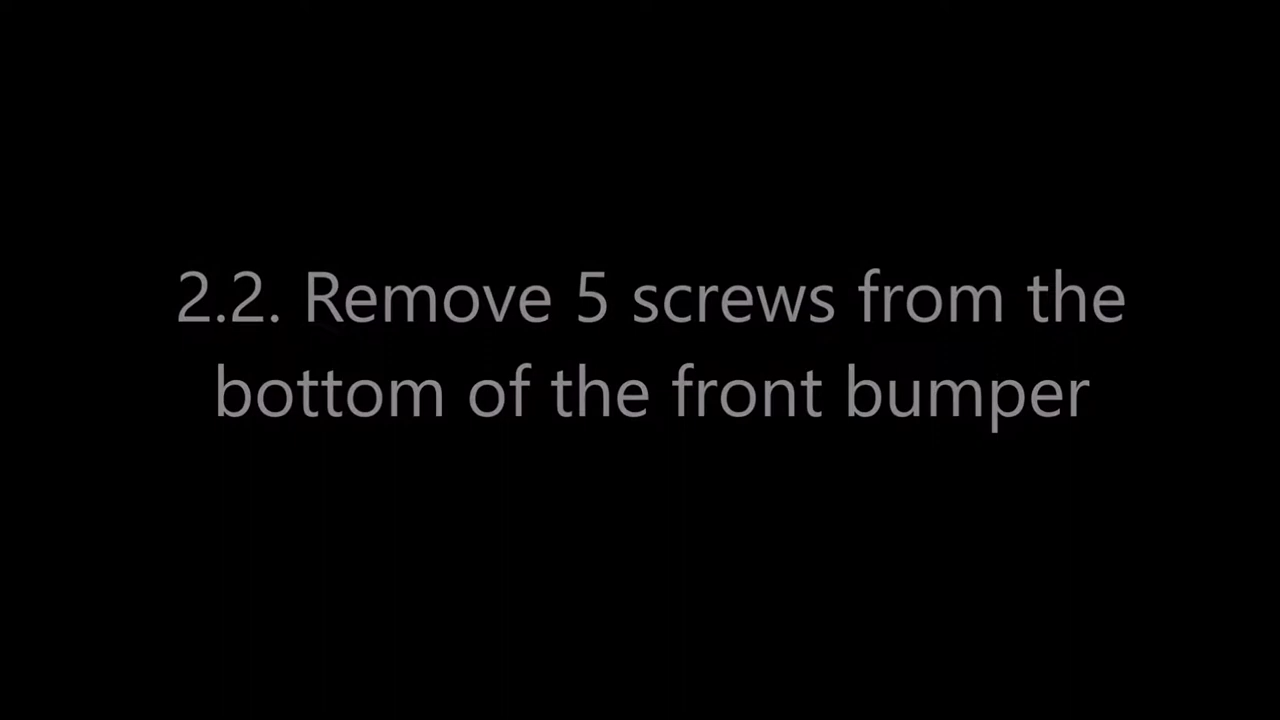 2.2. Remove 5 screws from the
bottom of the front bumper